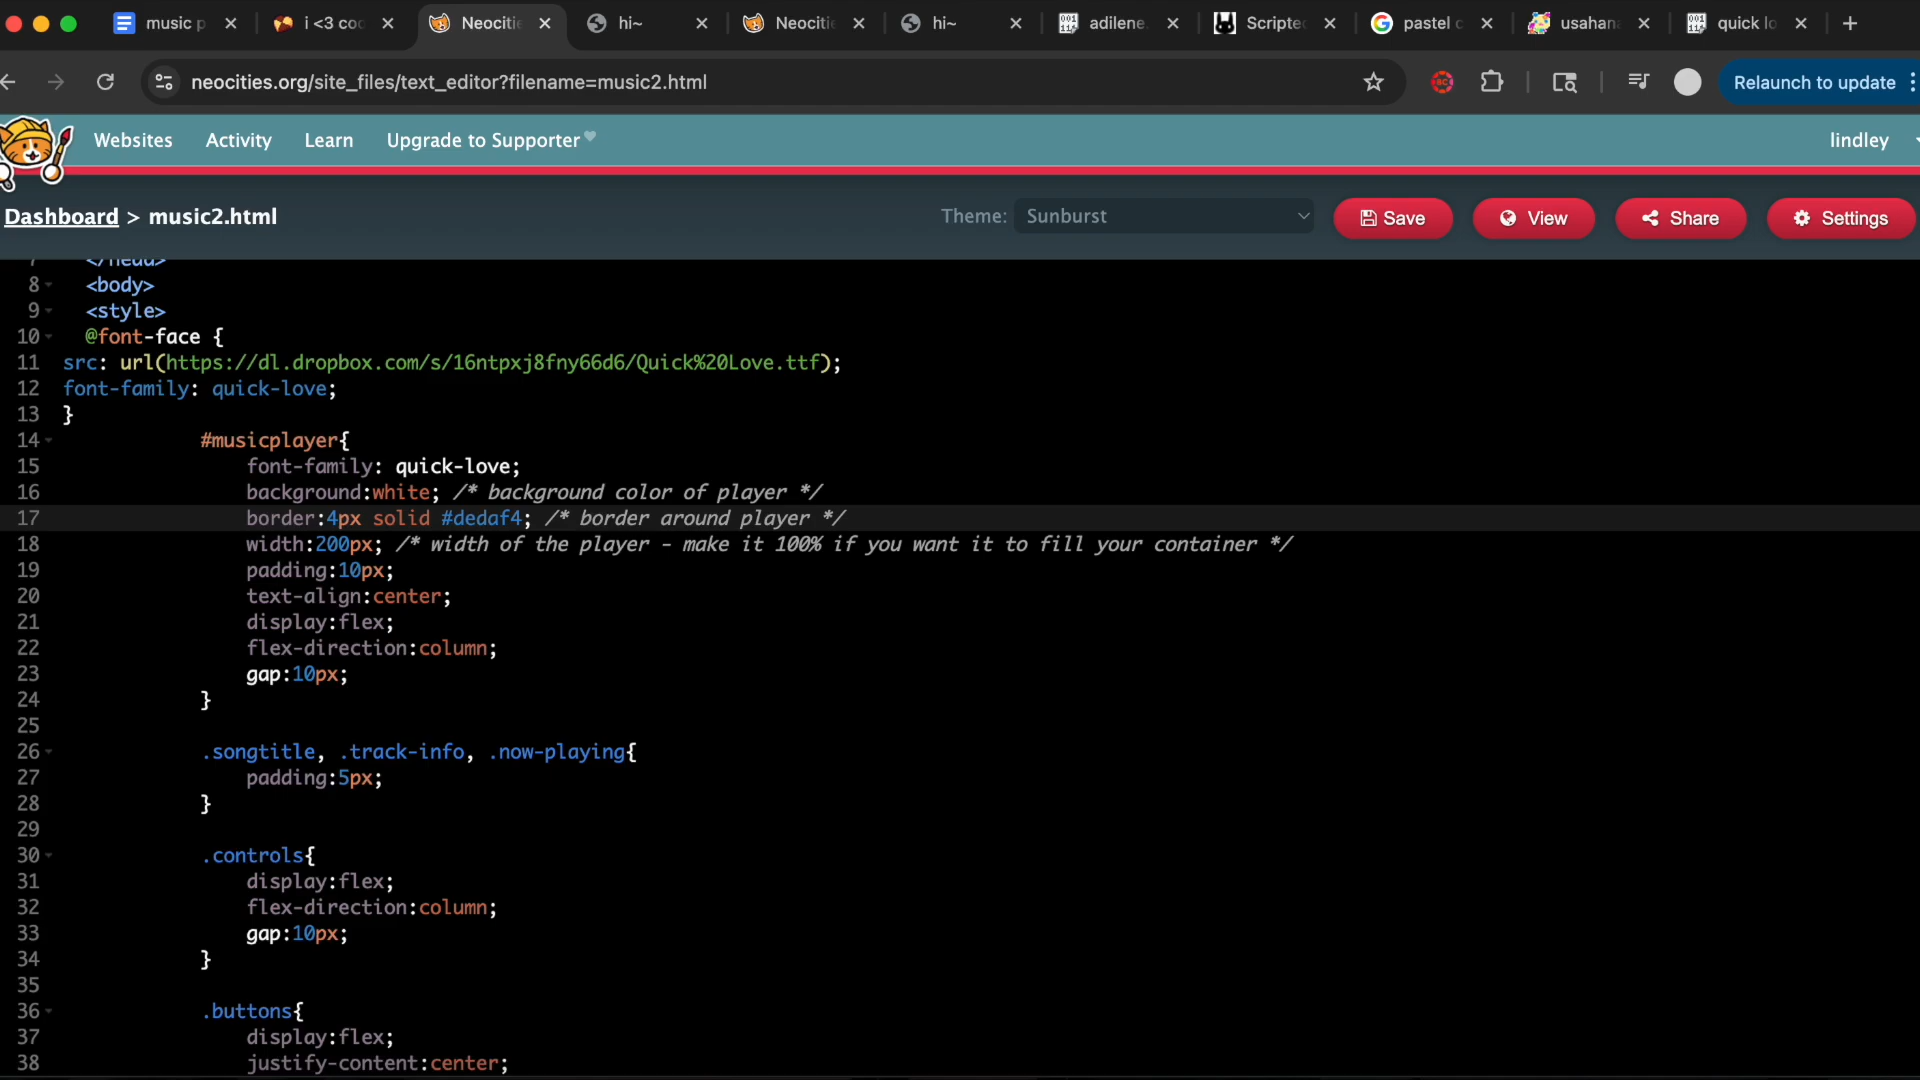 music p
i <3 coo
Neocitie
hi~
Neocitie
hi~
adilene
Scripted
pastel c
usahan
quick lo
neocities.org/site_files/text_editor?filename=music2.html
Relaunch to update
Websites
Activity
Learn
Upgrade to Supporter
lindley
Dashboard > music2.html
Theme:
Sunburst
Save
View
Share
Settings
7 </head>
8 <body>
9 <style>
10 @font-face {
11 src: url(https://dl.dropbox.com/s/16ntpxj8fny66d6/Quick%20Love.ttf);
12 font-family: quick-love;
13 }
14 #musicplayer{
15 font-family: quick-love;
16 background:white; /* background color of player */
17 border:4px solid #dedaf4; /* border around player */
18 width:200px; /* width of the player - make it 100% if you want it to fill your container */
19 padding:10px;
20 text-align:center;
21 display:flex;
22 flex-direction:column;
23 gap:10px;
24 }
25
26 .songtitle, .track-info, .now-playing{
27 padding:5px;
28 }
29
30 .controls{
31 display:flex;
32 flex-direction:column;
33 gap:10px;
34 }
35
36 .buttons{
37 display:flex;
38 justify-content:center;